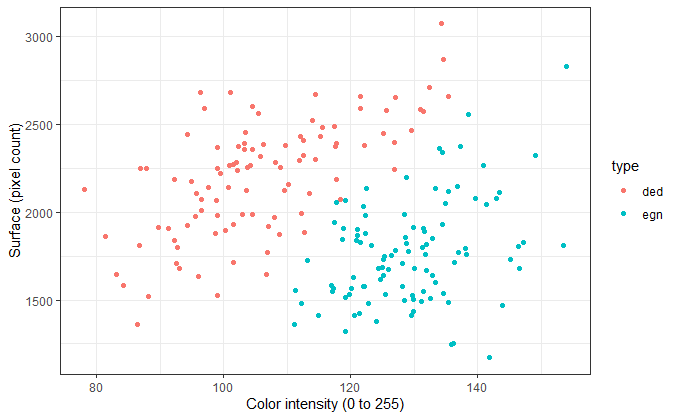 3000
2500
2000
1500
Surface (pixel count)
80 100 120 140
Color intensity (0 to 255)
type
ded
egn